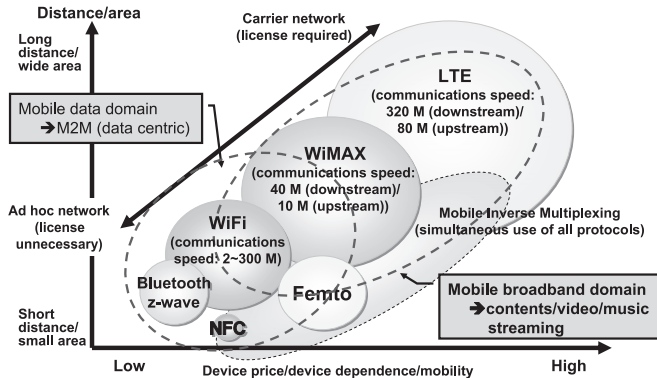 Distance/area
Long
distance/
wide area
Carrier network
(license required)
LTE
(communications speed:
320 M (downstream)/
80 M (upstream))
Mobile data domain
➔M2M (data centric)
WiMAX
(communications speed:
40 M (downstream)/
10 M (upstream))
Ad hoc network
(license
unnecessary)
WiFi
(communications
speed: 2~300 M)
Mobile Inverse Multiplexing
(simultaneous use of all protocols)
Bluetooth
z-wave
Femto
NFC
Mobile broadband domain
➔contents/video/music
streaming
Short
distance/
small area
Low
Device price/device dependence/mobility
High